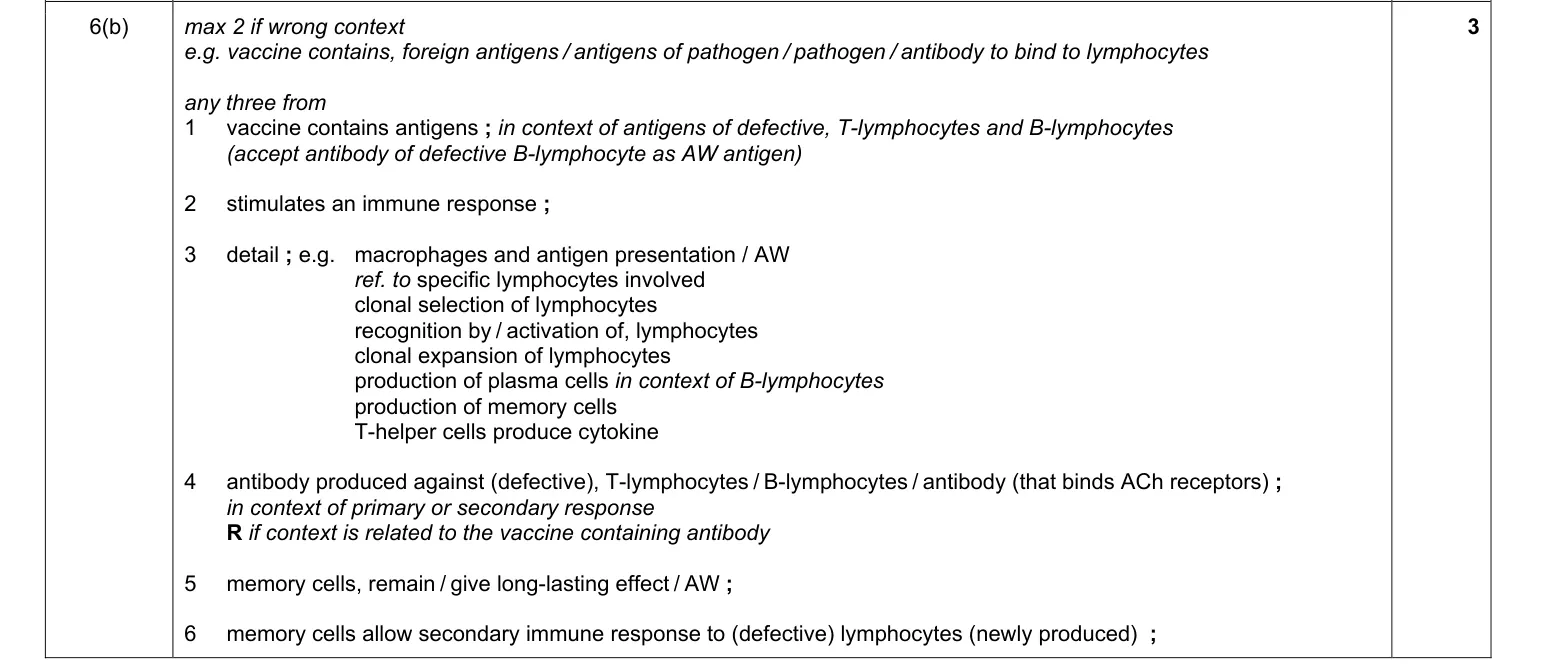 6(b) max 2 if wrong context 3
e.g. vaccine contains, foreign antigens / antigens of pathogen / pathogen / antibody to bind to lymphocytes
any three from
1 vaccine contains antigens ; in context of antigens of defective, T-lymphocytes and B-lymphocytes
(accept antibody of defective B-lymphocyte as AW antigen)
2 stimulates an immune response ;
3 detail ; e.g. macrophages and antigen presentation / AW
ref. to specific lymphocytes involved
clonal selection of lymphocytes
recognition by / activation of, lymphocytes
clonal expansion of lymphocytes
production of plasma cells in context of B-lymphocytes
production of memory cells
T-helper cells produce cytokine
4 antibody produced against (defective), T-lymphocytes / B-lymphocytes / antibody (that binds ACh receptors) ;
in context of primary or secondary response
R if context is related to the vaccine containing antibody
5 memory cells, remain / give long-lasting effect / AW ;
6 memory cells allow secondary immune response to (defective) lymphocytes (newly produced) ;